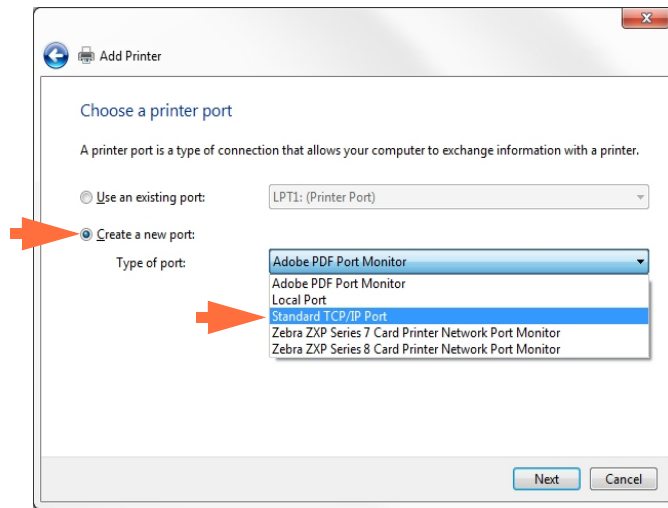 Add Printer
Choose a printer port
A printer port is a type of connection that allows your computer to exchange information with a printer.
Use an existing port: LPT1: (Printer Port)
Create a new port:
Type of port: Adobe PDF Port Monitor
Adobe PDF Port Monitor
Local Port
Standard TCP/IP Port
Zebra ZXP Series 7 Card Printer Network Port Monitor
Zebra ZXP Series 8 Card Printer Network Port Monitor
Next Cancel